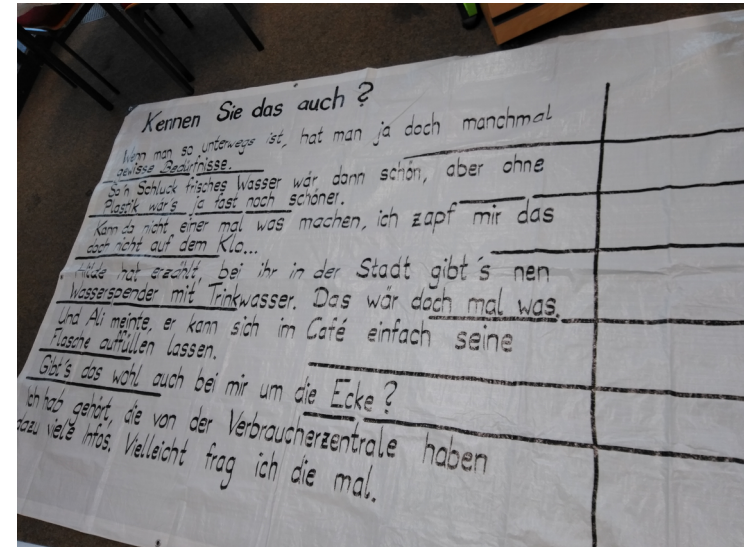 Kennen Sie das auch?
Wenn man so unterwegs ist, hat man ja doch manchmal
gewisse Bedürfnisse.
So'n Schluck frisches Wasser wär dann schön, aber ohne
Plastik wär's ja fast noch schöner.
Kann da nicht einer mal was machen, ich zapf mir das
doch nicht auf dem Klo...
Hilde hat erzählt, bei ihr in der Stadt gibt's nen
Wasserspender mit Trinkwasser. Das wär doch mal was.
Und Ali meinte, er kann sich im Café einfach seine
Flasche auffüllen lassen.
Gibt's das wohl auch bei mir um die Ecke?
Ich hab gehört, die von der Verbraucherzentrale haben
dazu viele Infos. Vielleicht frag ich die mal.